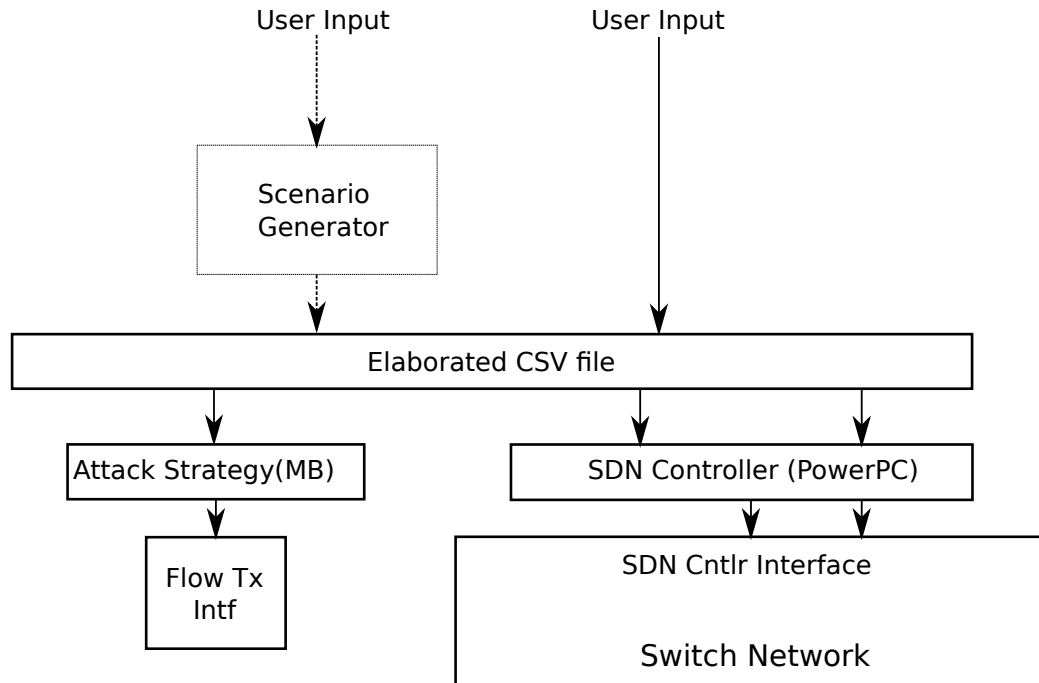 User Input
User Input
Scenario
Generator
Elaborated CSV file
Attack Strategy(MB)
SDN Controller (PowerPC)
Flow Tx
Intf
SDN Cntlr Interface
Switch Network